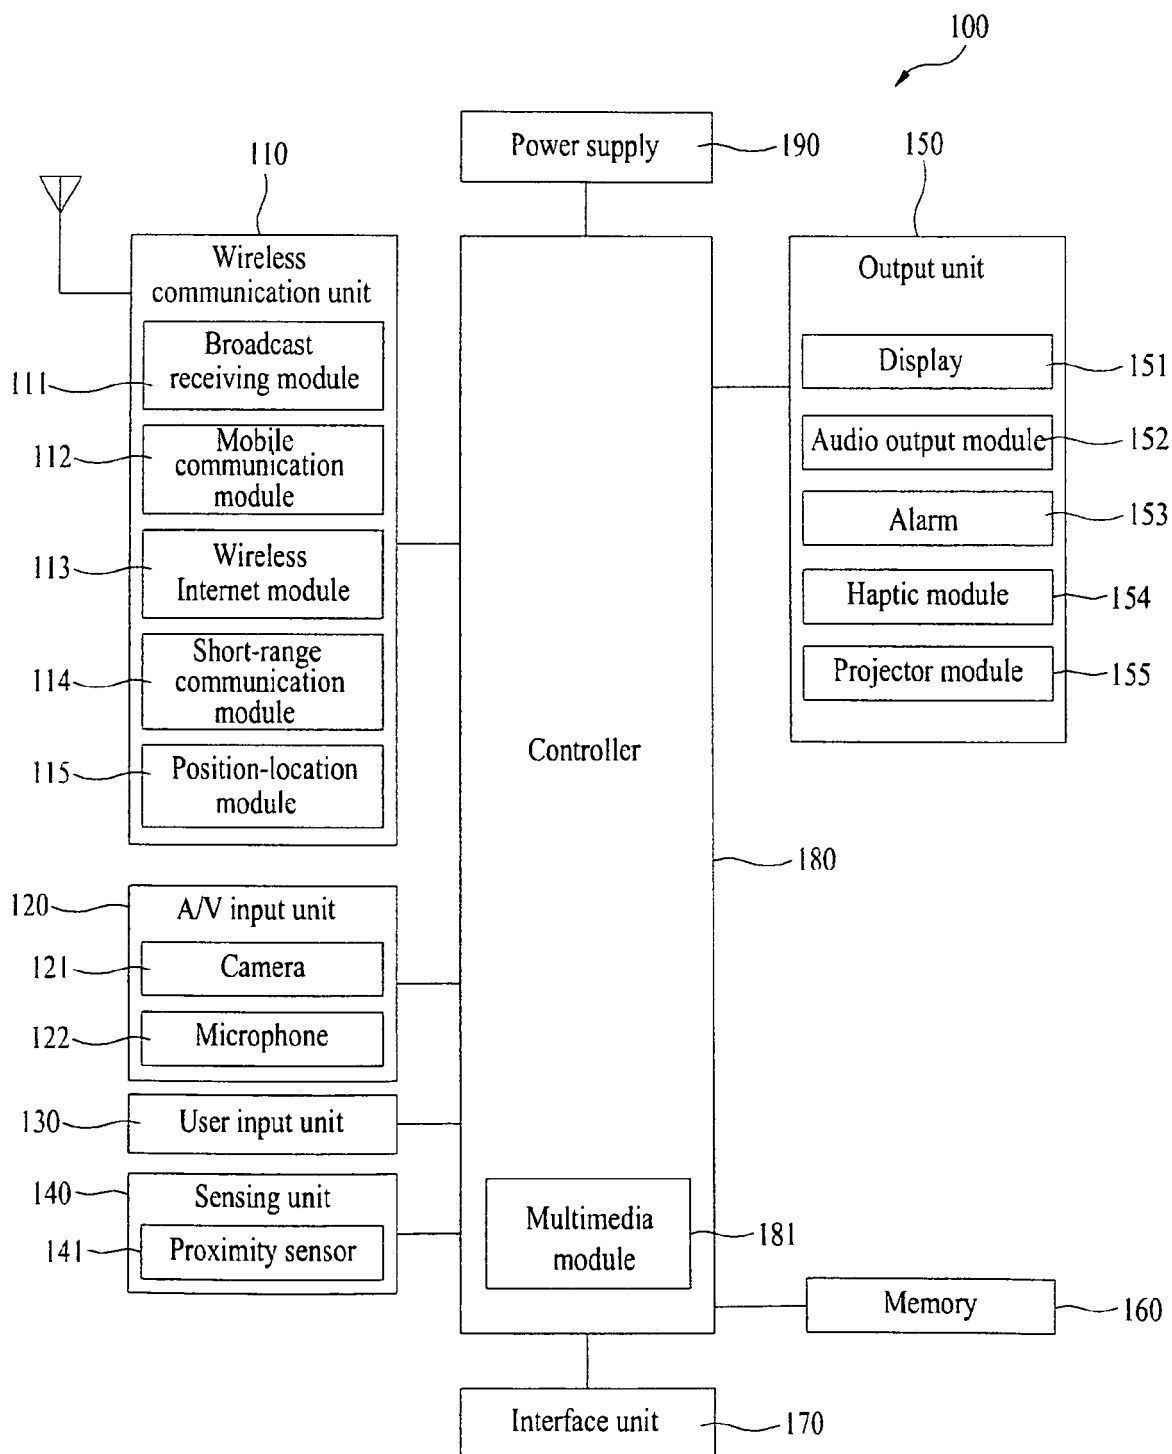 100
Power supply
190
150
110
Wireless
communication unit
Broadcast
receiving module
111
Mobile
communication
module
112
Wireless
Internet module
113
Short-range
communication
module
114
Position-location
module
115
Output unit
Display
151
Audio output module
152
Alarm
153
Haptic module
154
Projector module
155
Controller
180
120
A/V input unit
121
Camera
122
Microphone
130
User input unit
140
Sensing unit
141
Proximity sensor
Multimedia
module
181
Memory
160
Interface unit
170